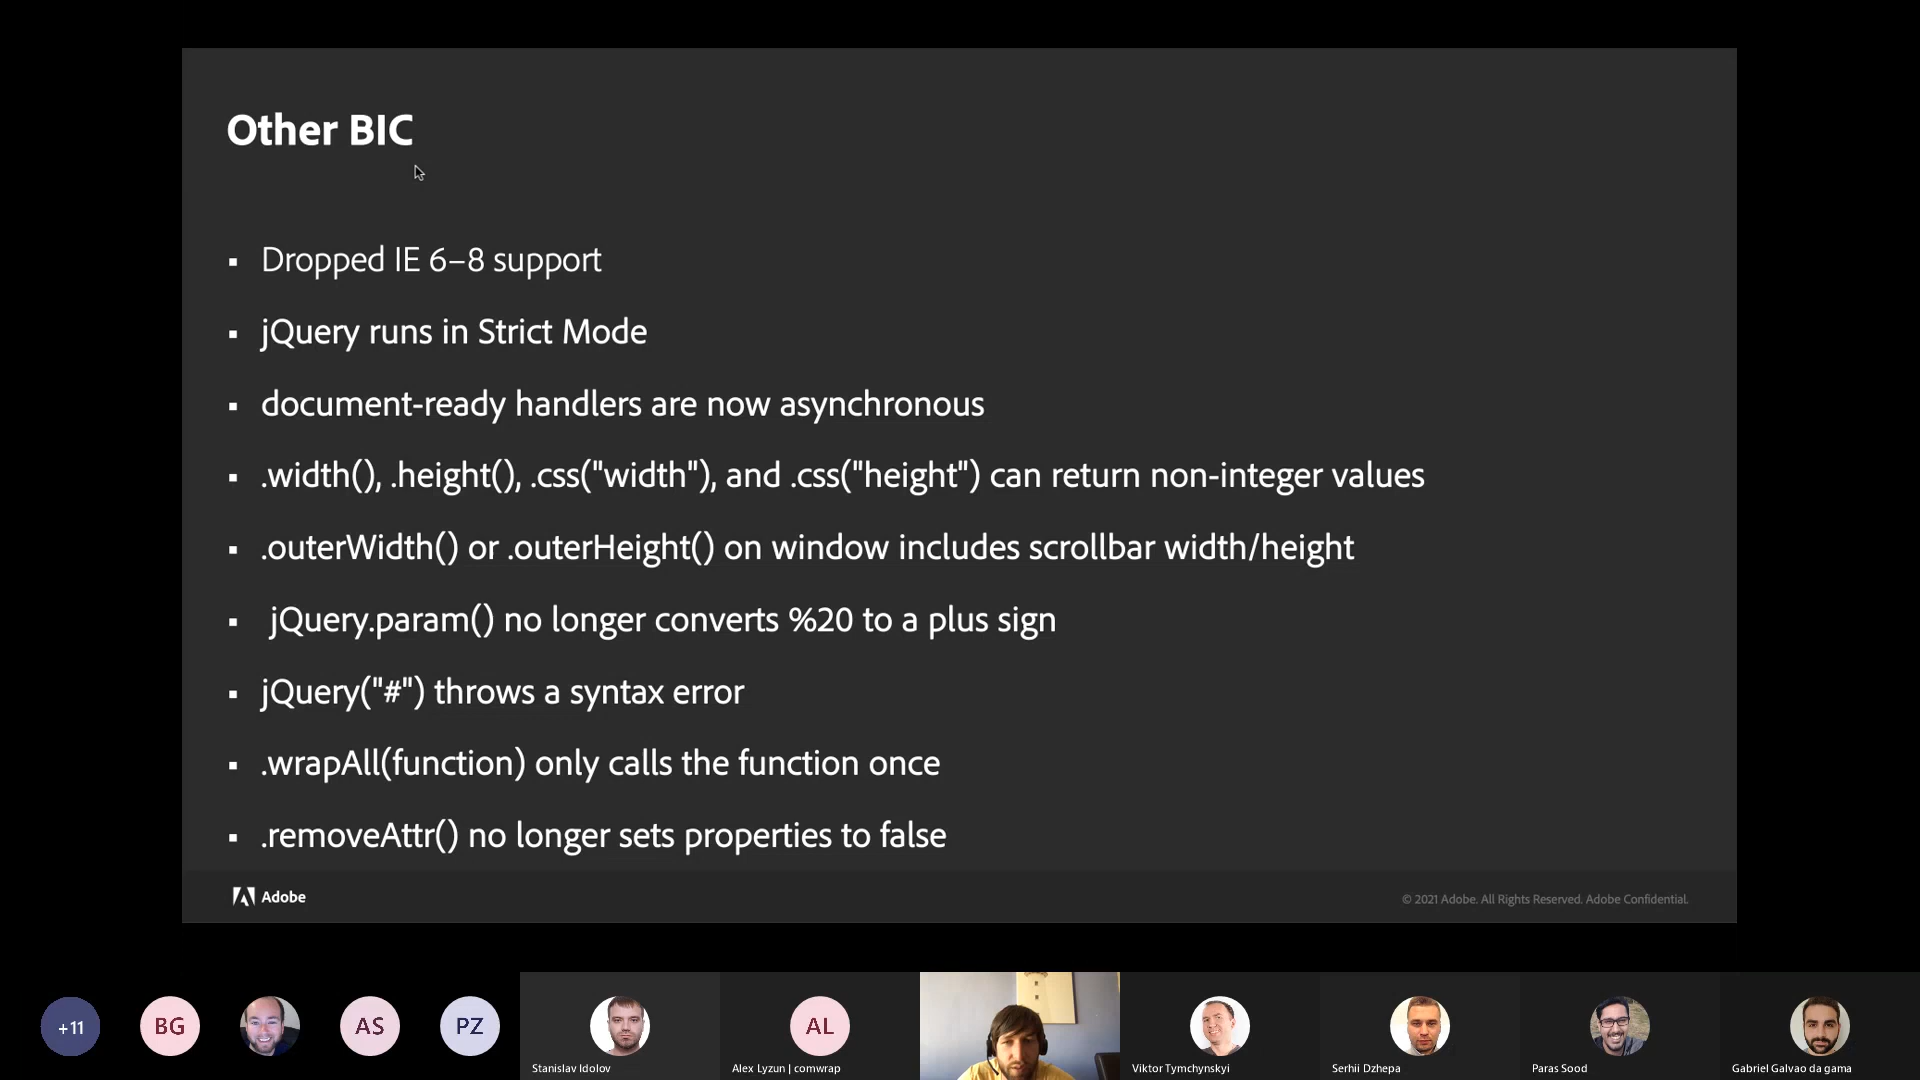 Other BIC
▪ Dropped IE 6–8 support
▪ jQuery runs in Strict Mode
▪ document-ready handlers are now asynchronous
▪ .width(), .height(), .css("width"), and .css("height") can return non-integer values
▪ .outerWidth() or .outerHeight() on window includes scrollbar width/height
▪ jQuery.param() no longer converts %20 to a plus sign
▪ jQuery("#") throws a syntax error
▪ .wrapAll(function) only calls the function once
▪ .removeAttr() no longer sets properties to false
Adobe
© 2021 Adobe. All Rights Reserved. Adobe Confidential.
+11
BG
AS
PZ
AL
Stanislav Idolov
Alex Lyzun | comwrap
Viktor Tymchynskyi
Serhii Dzhepa
Paras Sood
Gabriel Galvao da gama